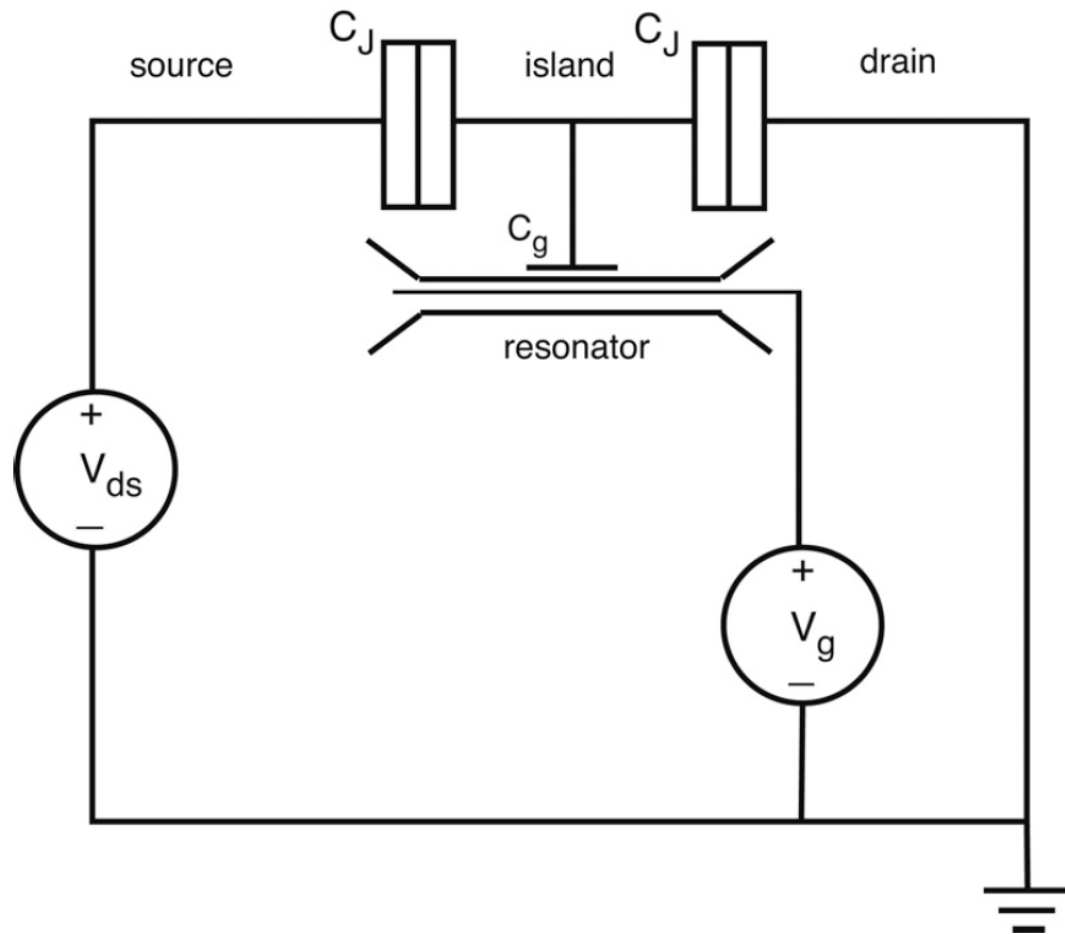 C_J
C_J
source
island
drain
C_g
resonator
+
V_ds
–
+
V_g
–